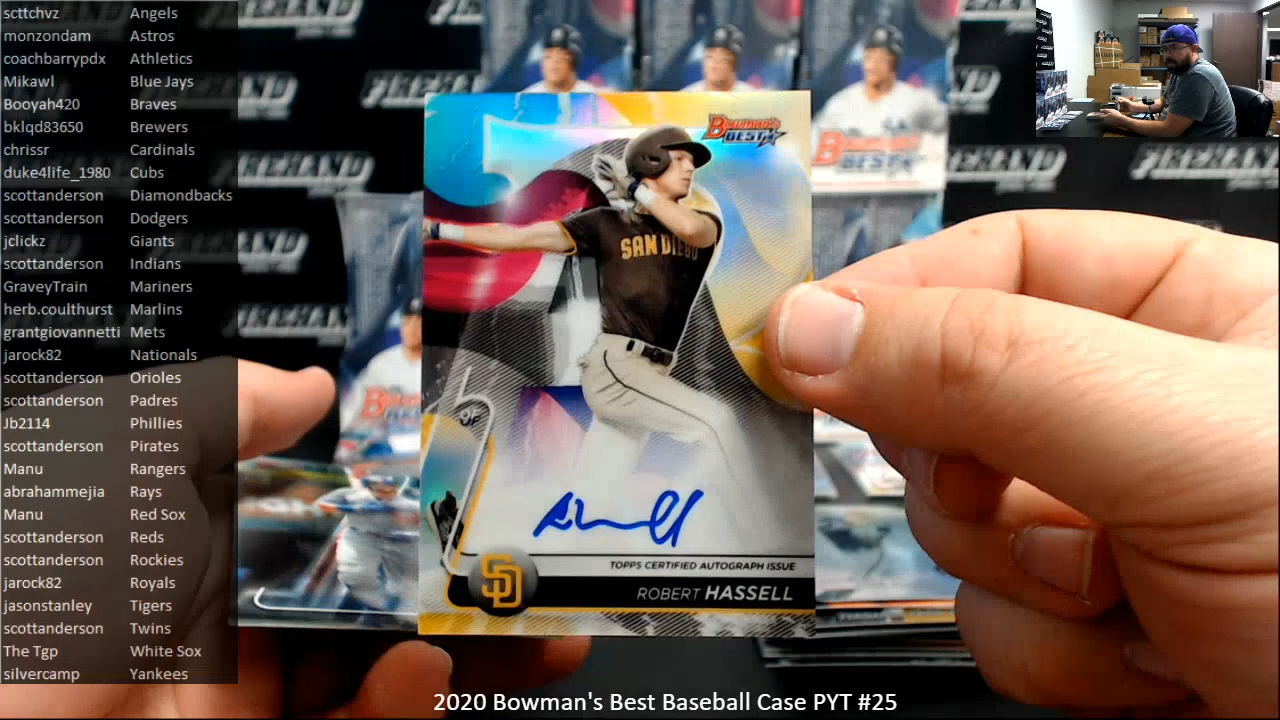 scttchvz Angels
monzondam Astros
coachbarrypdx Athletics
Mikawl Blue Jays
Booyah420 Braves
bklqd83650 Brewers
chrissr Cardinals
duke4life_1980 Cubs
scottanderson Diamondbacks
scottanderson Dodgers
jclickz Giants
scottanderson Indians
GraveyTrain Mariners
herb.coulthurst Marlins
grantgiovannetti Mets
jarock82 Nationals
scottanderson Orioles
scottanderson Padres
Jb2114 Phillies
scottanderson Pirates
Manu Rangers
abrahammejia Rays
Manu Red Sox
scottanderson Reds
scottanderson Rockies
jarock82 Royals
jasonstanley Tigers
scottanderson Twins
The Tgp White Sox
silvercamp Yankees
Bowman's
BEST
Bowman's
BEST
SAN DIEGO
OF
TOPPS CERTIFIED AUTOGRAPH ISSUE
SD
ROBERT HASSELL
2020 Bowman's Best Baseball Case PYT #25